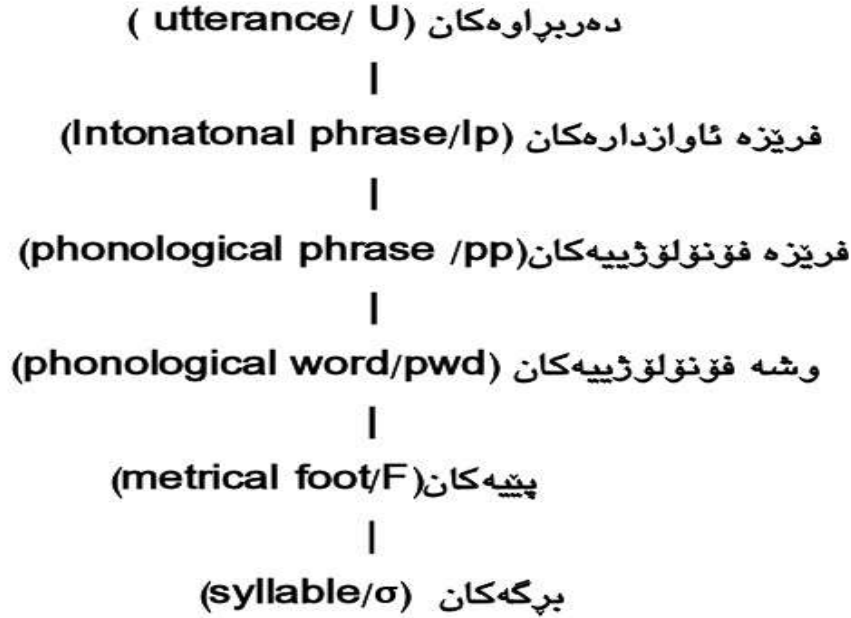 دەربڕاوەکان (utterance/ U )
فرێزە ئاوازدارەکان (Intonatonal phrase/Ip)
فرێزە فۆنۆلۆژییەکان(phonological phrase /pp)
وشە فۆنۆلۆژییەکان (phonological word/pwd)
پێیەکان(metrical foot/F)
بڕگەکان (syllable/σ)